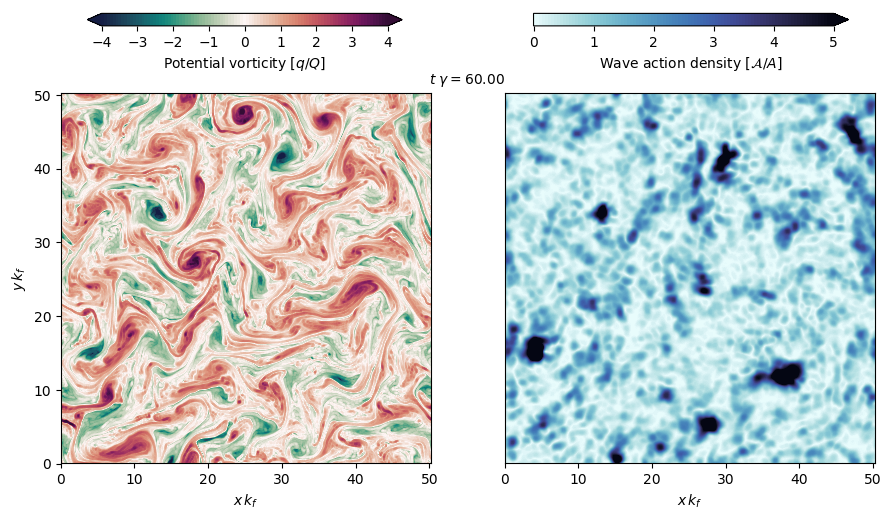 −4 −3 −2 −1 0 1 2 3 4
Potential vorticity [q/Q]
0 1 2 3 4 5
Wave action density [𝒜/A]
t γ = 60.00
50
40
30
20
10
0
y k_f
0 10 20 30 40 50
x k_f
0 10 20 30 40 50
x k_f